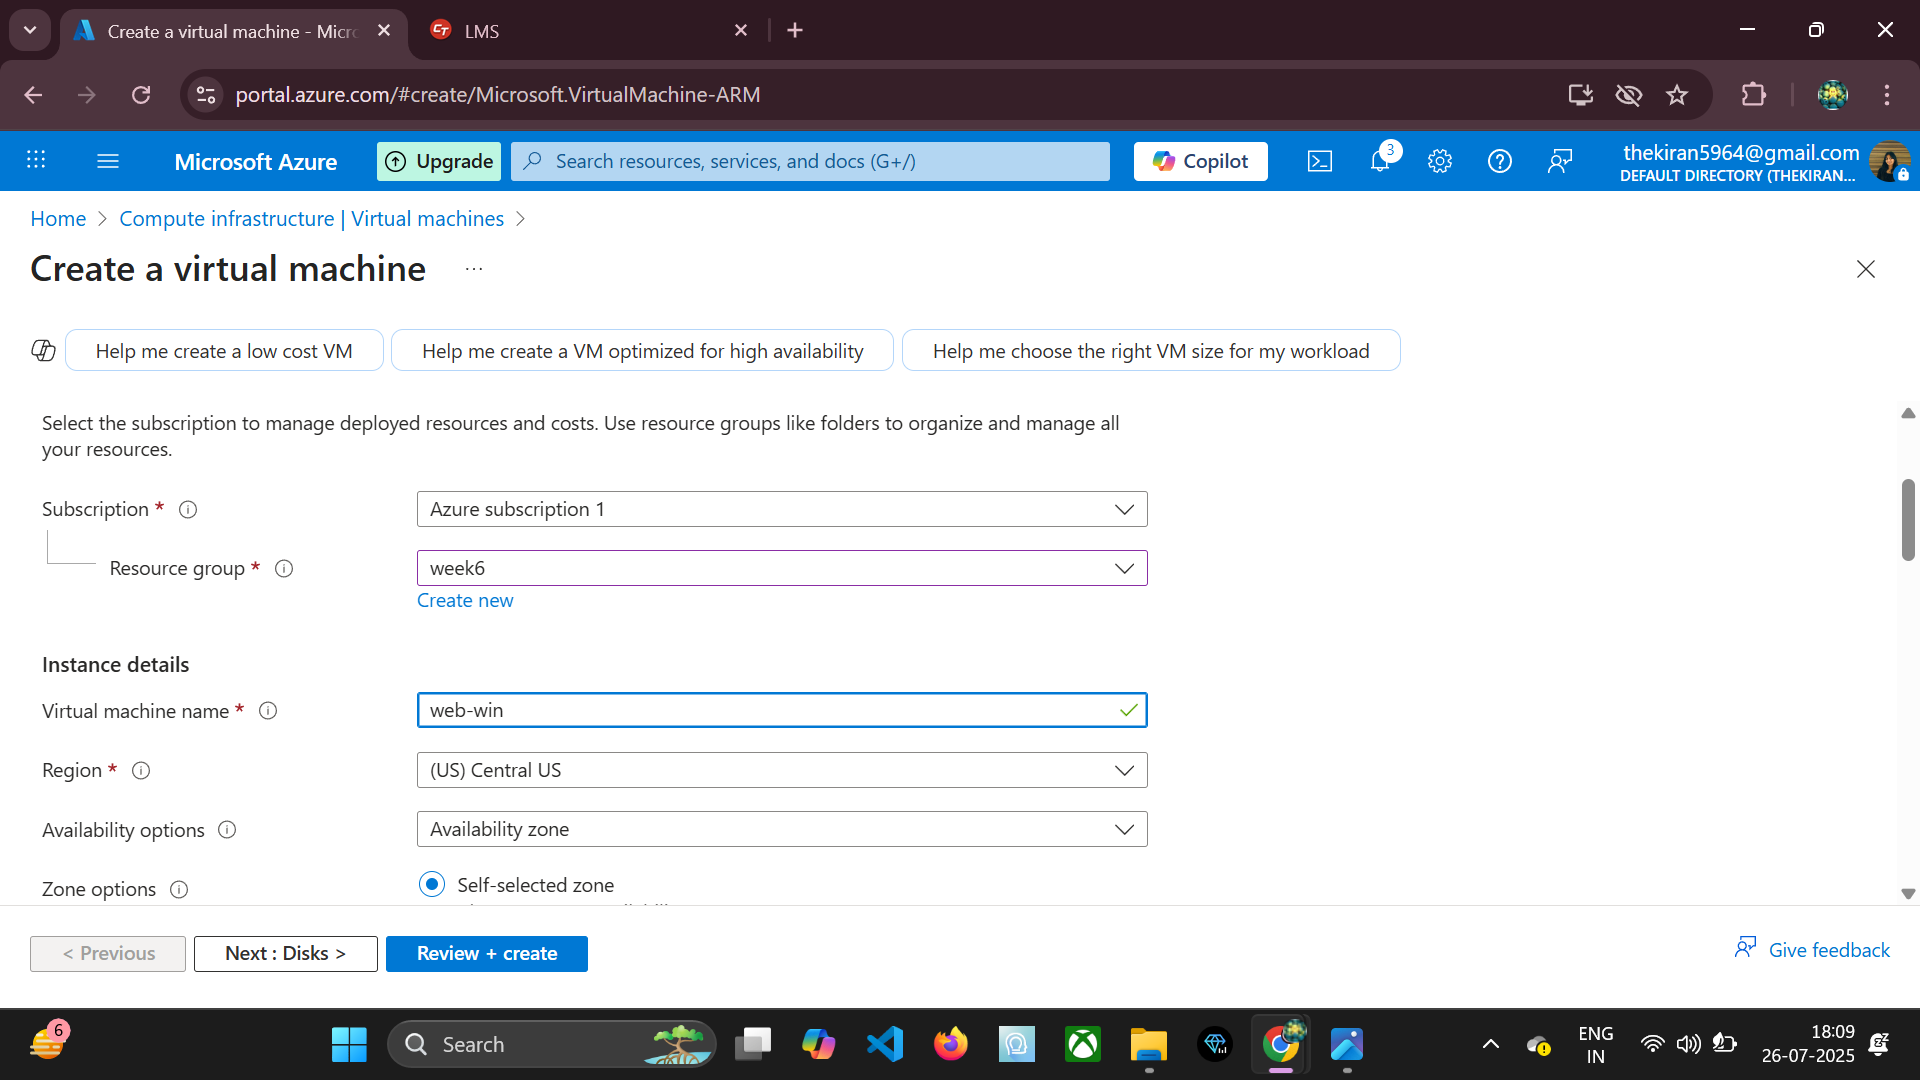 Create a virtual machine - Micro
LMS
portal.azure.com/#create/Microsoft.VirtualMachine-ARM
Microsoft Azure
Upgrade
Search resources, services, and docs (G+/)
Copilot
3
thekiran5964@gmail.com
DEFAULT DIRECTORY (THEKIRAN...
Home > Compute infrastructure | Virtual machines >
Create a virtual machine ...
Help me create a low cost VM
Help me create a VM optimized for high availability
Help me choose the right VM size for my workload
Select the subscription to manage deployed resources and costs. Use resource groups like folders to organize and manage all
your resources.
Subscription *
Azure subscription 1
Resource group *
week6
Create new
Instance details
Virtual machine name *
web-win
Region *
(US) Central US
Availability options
Availability zone
Zone options
Self-selected zone
< Previous
Next : Disks >
Review + create
Give feedback
6
Search
ENG
IN
18:09
26-07-2025